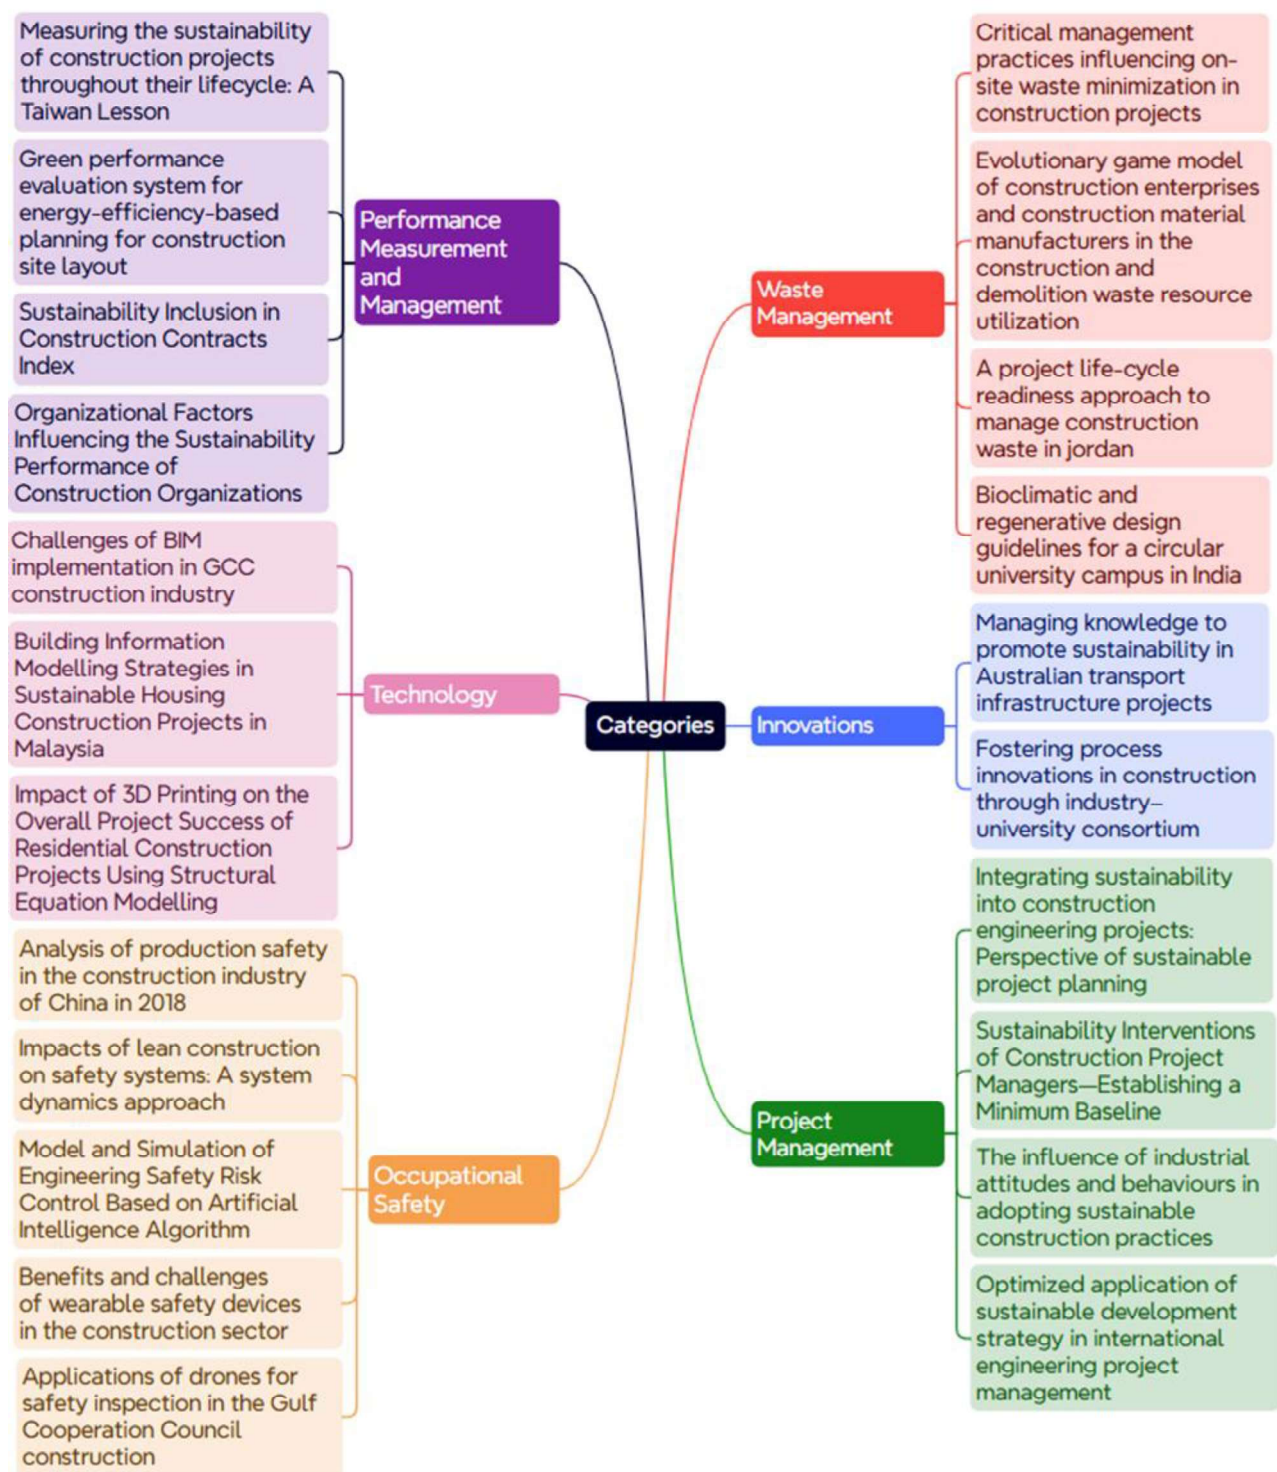 Measuring the sustainability
of construction projects
throughout their lifecycle: A
Taiwan Lesson
Green performance
evaluation system for
energy-efficiency-based
planning for construction
site layout
Sustainability Inclusion in
Construction Contracts
Index
Organizational Factors
Influencing the Sustainability
Performance of
Construction Organizations
Performance
Measurement
and
Management
Challenges of BIM
implementation in GCC
construction industry
Building Information
Modelling Strategies in
Sustainable Housing
Construction Projects in
Malaysia
Impact of 3D Printing on the
Overall Project Success of
Residential Construction
Projects Using Structural
Equation Modelling
Technology
Analysis of production safety
in the construction industry
of China in 2018
Impacts of lean construction
on safety systems: A system
dynamics approach
Model and Simulation of
Engineering Safety Risk
Control Based on Artificial
Intelligence Algorithm
Benefits and challenges
of wearable safety devices
in the construction sector
Applications of drones for
safety inspection in the Gulf
Cooperation Council
construction
Occupational
Safety
Categories
Waste
Management
Critical management
practices influencing on-
site waste minimization in
construction projects
Evolutionary game model
of construction enterprises
and construction material
manufacturers in the
construction and
demolition waste resource
utilization
A project life-cycle
readiness approach to
manage construction
waste in jordan
Bioclimatic and
regenerative design
guidelines for a circular
university campus in India
Innovations
Managing knowledge to
promote sustainability in
Australian transport
infrastructure projects
Fostering process
innovations in construction
through industry–
university consortium
Project
Management
Integrating sustainability
into construction
engineering projects:
Perspective of sustainable
project planning
Sustainability Interventions
of Construction Project
Managers—Establishing a
Minimum Baseline
The influence of industrial
attitudes and behaviours in
adopting sustainable
construction practices
Optimized application of
sustainable development
strategy in international
engineering project
management